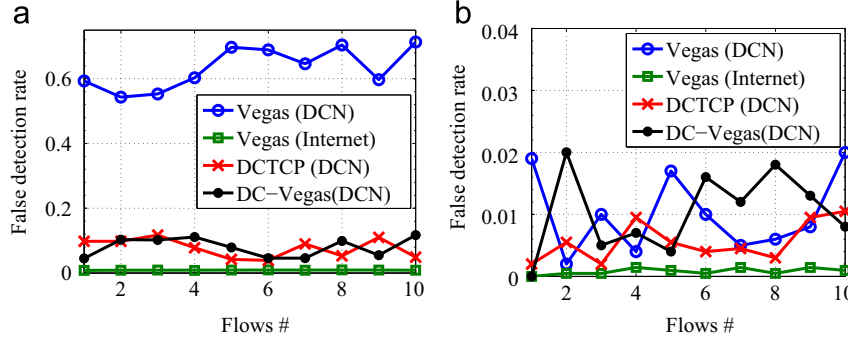 a
False detection rate
0.6
0.4
0.2
0
2
4
6
8
10
Flows #
Vegas (DCN)
Vegas (Internet)
DCTCP (DCN)
DC−Vegas(DCN)
b
False detection rate
0.04
0.03
0.02
0.01
0
2
4
6
8
10
Flows #
Vegas (DCN)
Vegas (Internet)
DCTCP (DCN)
DC−Vegas(DCN)